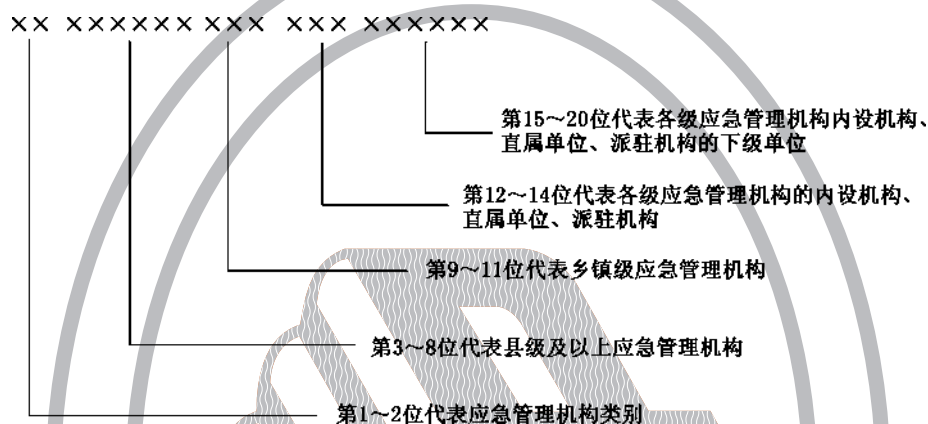 ×× ×××××× ××× ××× ××××××
第15～20位代表各级应急管理机构内设机构、
直属单位、派驻机构的下级单位
第12～14位代表各级应急管理机构的内设机构、
直属单位、派驻机构
第9～11位代表乡镇级应急管理机构
第3～8位代表县级及以上应急管理机构
第1～2位代表应急管理机构类别